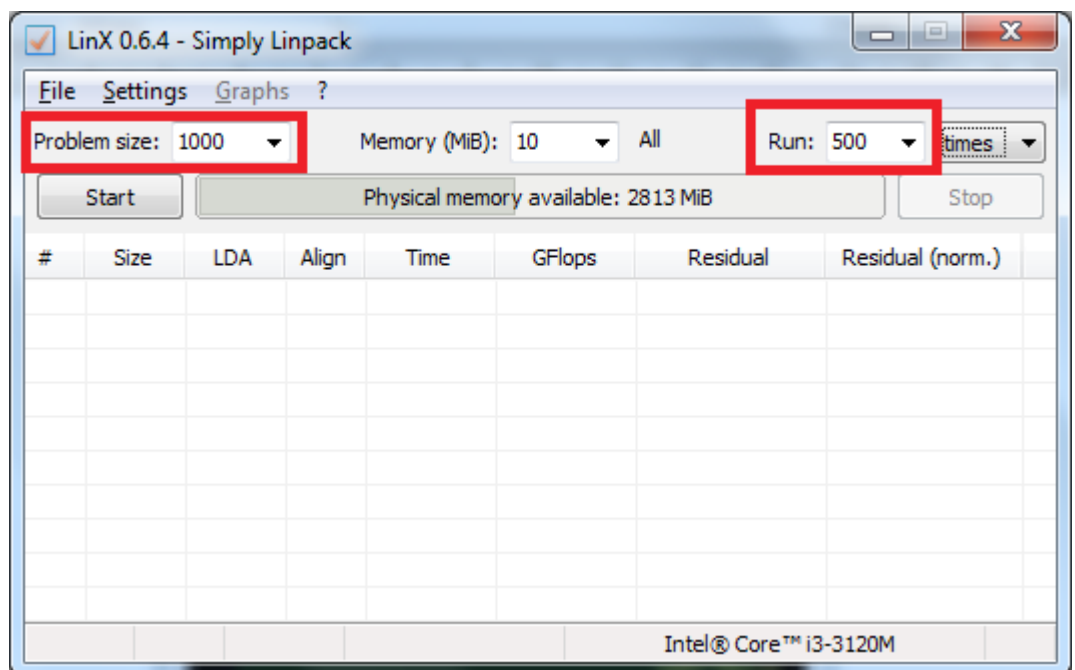 LinX 0.6.4 - Simply Linpack
File Settings Graphs ?
Problem size: 1000 Memory (MiB): 10 All Run: 500 times
Start Physical memory available: 2813 MiB Stop
# Size LDA Align Time GFlops Residual Residual (norm.)
Intel® Core™ i3-3120M